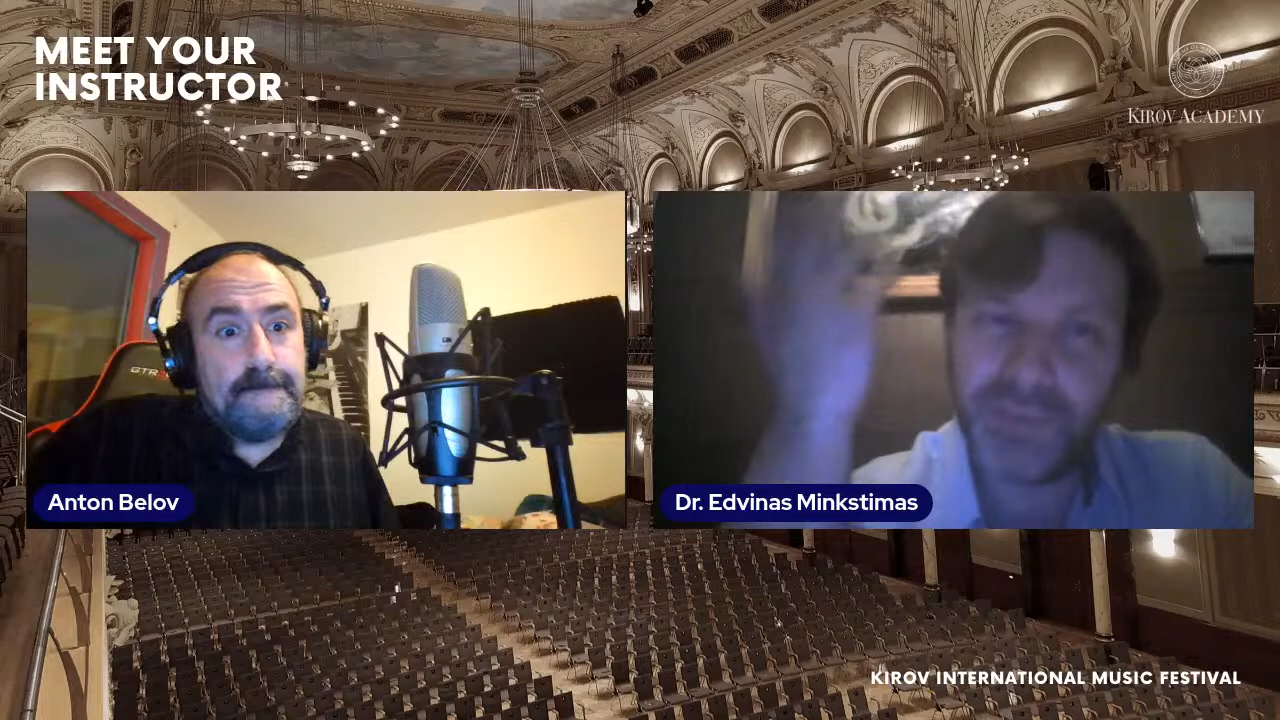 MEET YOUR
INSTRUCTOR
KIROV ACADEMY
GTR
Anton Belov
Dr. Edvinas Minkstimas
KIROV INTERNATIONAL MUSIC FESTIVAL